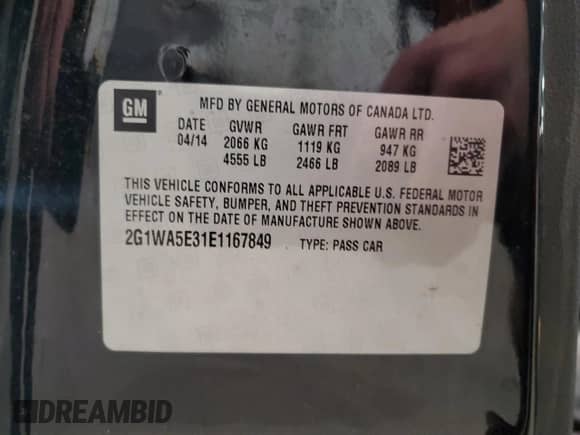 GM
MFD BY GENERAL MOTORS OF CANADA LTD.
DATE GVWR GAWR FRT GAWR RR
04/14 2066 KG 1119 KG 947 KG
4555 LB 2466 LB 2089 LB
THIS VEHICLE CONFORMS TO ALL APPLICABLE U.S. FEDERAL MOTOR
VEHICLE SAFETY, BUMPER, AND THEFT PREVENTION STANDARDS IN
EFFECT ON THE DATE OF MANUFACTURE SHOWN ABOVE.
2G1WA5E31E1167849 TYPE: PASS CAR
DREAMBID